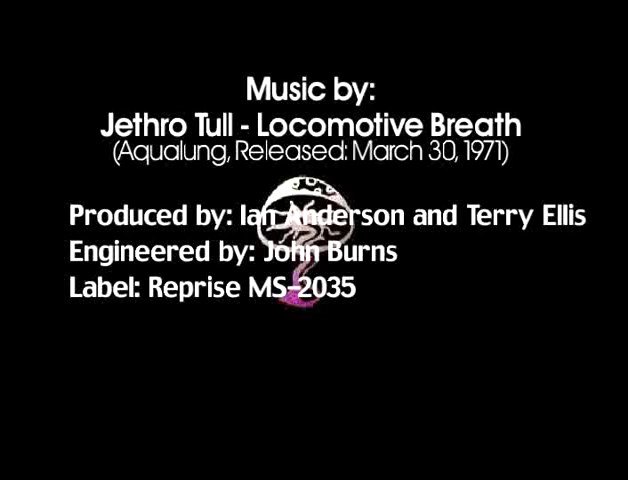 Music by:
Jethro Tull - Locomotive Breath
(Aqualung, Released: March 30, 1971)
Produced by: Ian Anderson and Terry Ellis
Engineered by: John Burns
Label: Reprise MS-2035